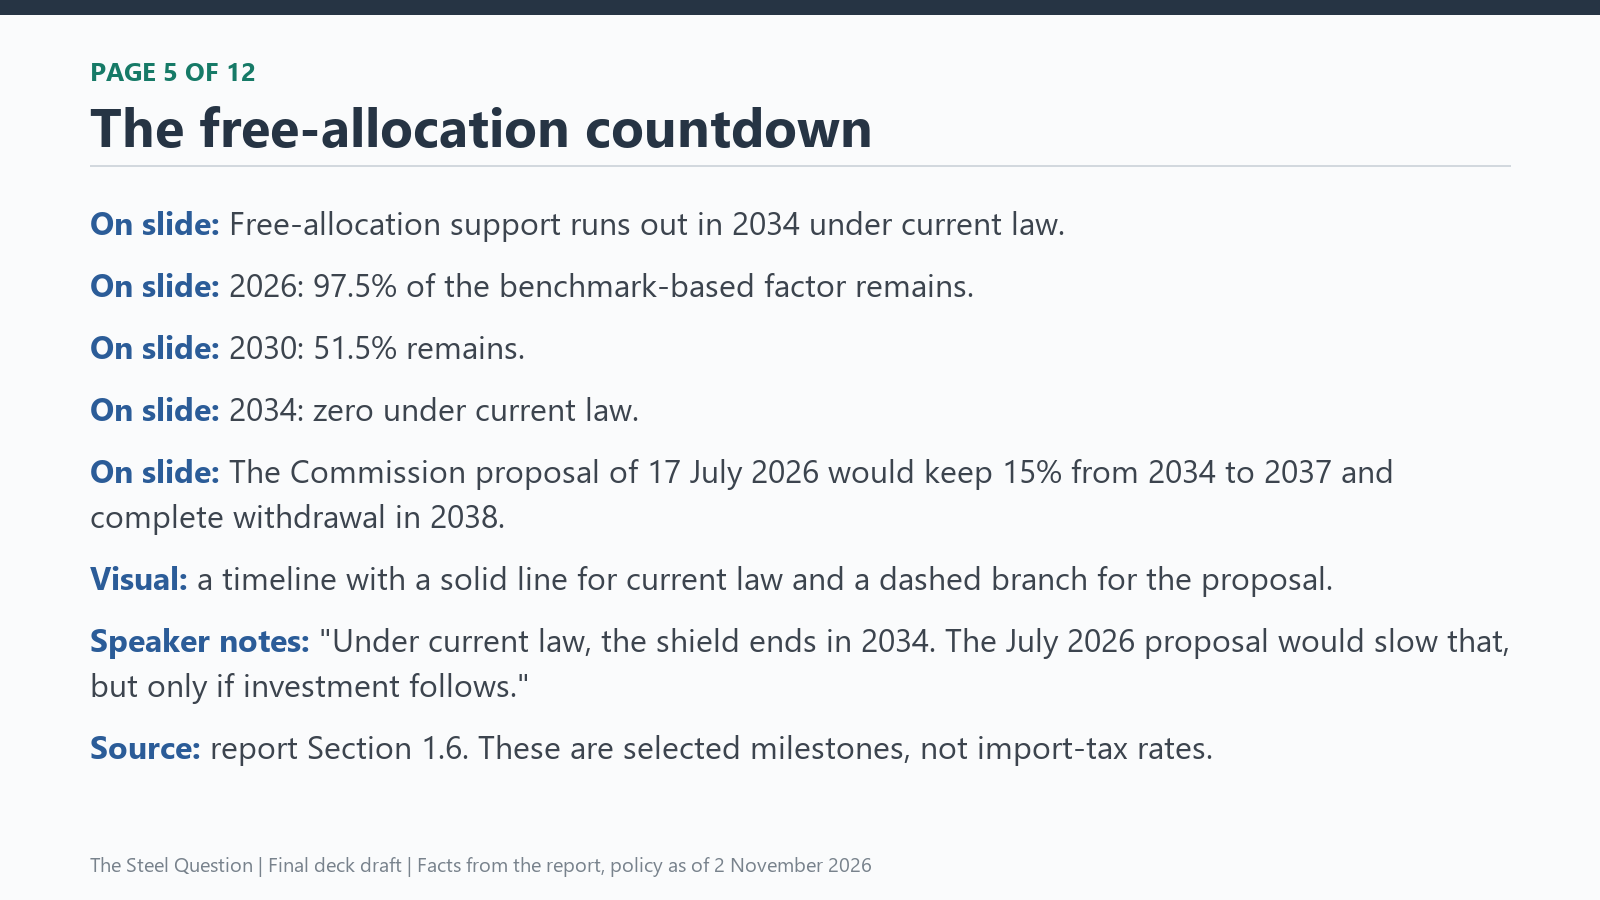 PAGE 5 OF 12
The free-allocation countdown
On slide: Free-allocation support runs out in 2034 under current law.
On slide: 2026: 97.5% of the benchmark-based factor remains.
On slide: 2030: 51.5% remains.
On slide: 2034: zero under current law.
On slide: The Commission proposal of 17 July 2026 would keep 15% from 2034 to 2037 and
complete withdrawal in 2038.
Visual: a timeline with a solid line for current law and a dashed branch for the proposal.
Speaker notes: "Under current law, the shield ends in 2034. The July 2026 proposal would slow that,
but only if investment follows."
Source: report Section 1.6. These are selected milestones, not import-tax rates.
The Steel Question | Final deck draft | Facts from the report, policy as of 2 November 2026